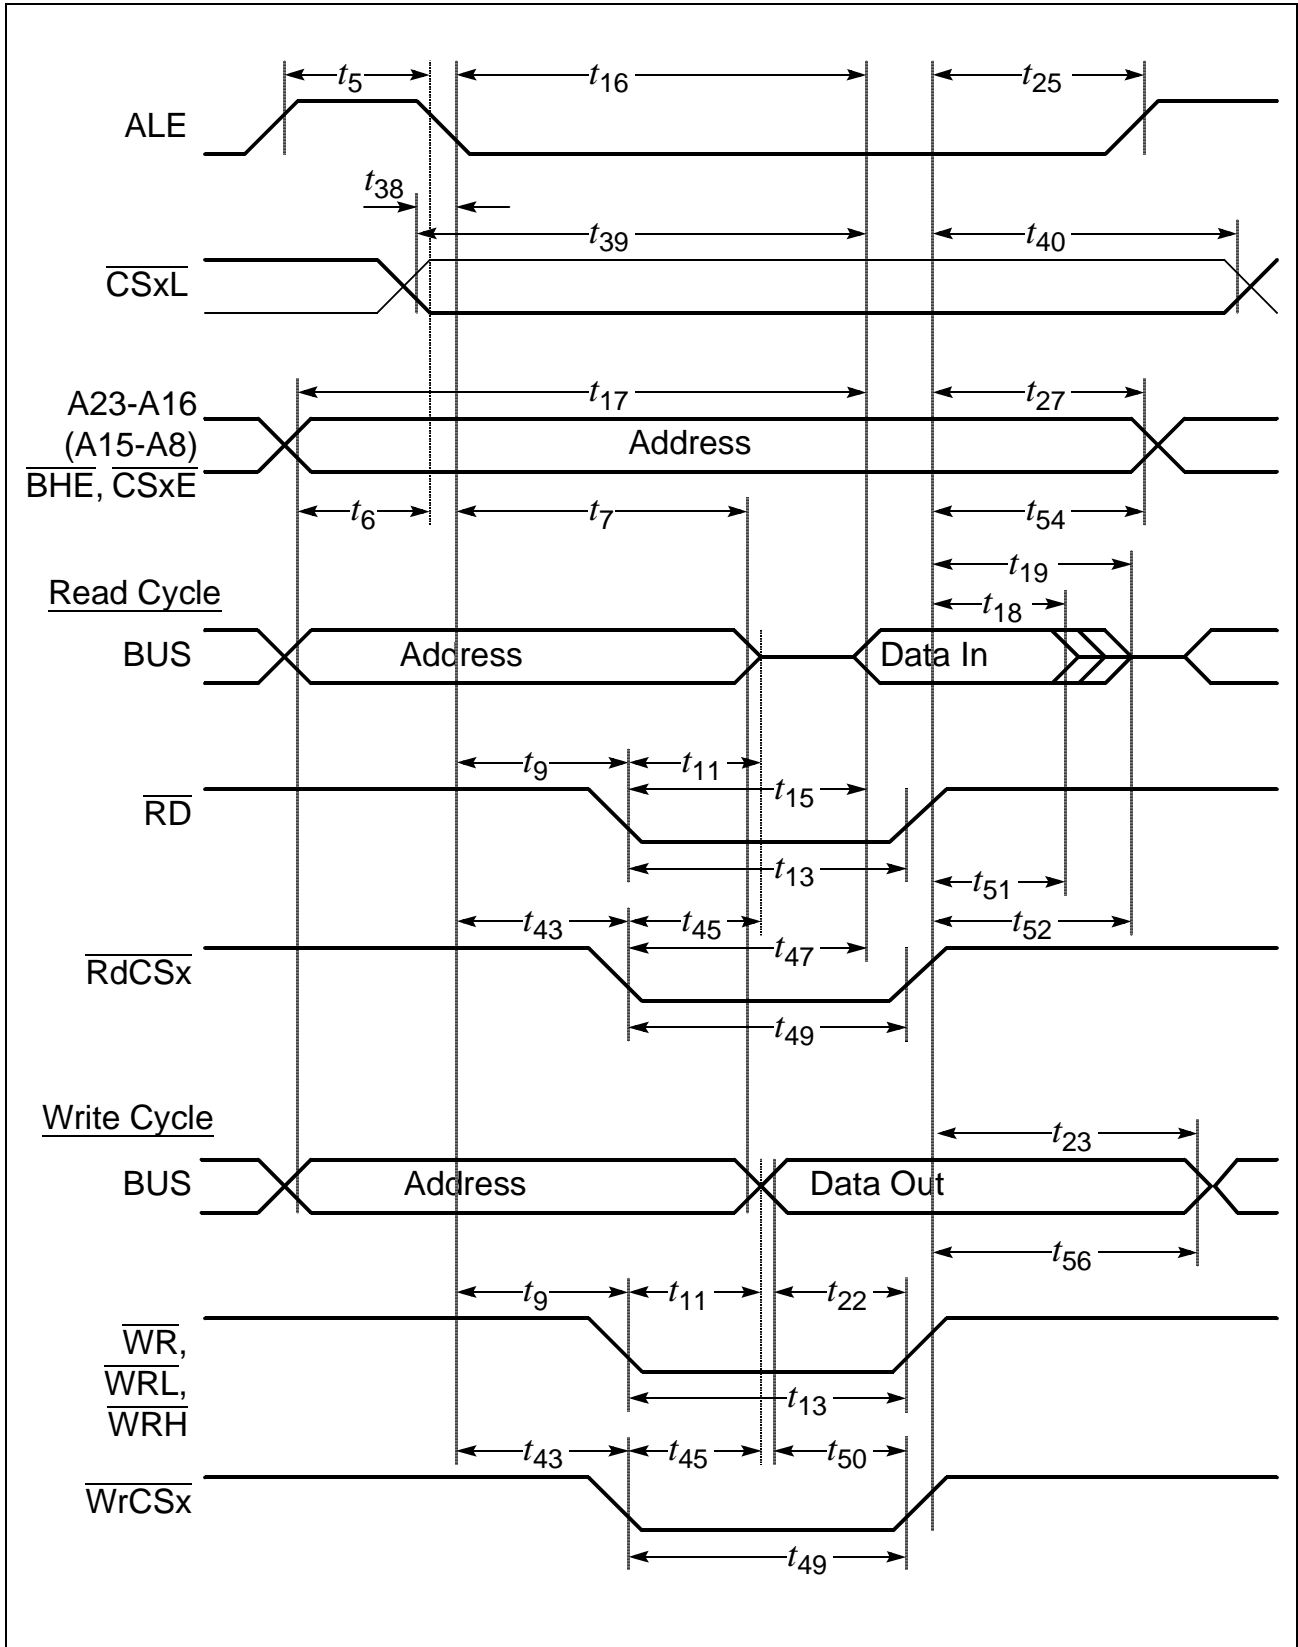 t5 t16 t25
ALE
t38
t39 t40
CSxL
t17 t27
A23-A16
(A15-A8)
BHE, CSxE
Address
t6 t7 t54
t19
Read Cycle
t18
BUS Address Data In
t9 t11
t15
RD
t13
t51
t43 t45 t52
t47
RdCSx
t49
Write Cycle
t23
BUS Address Data Out
t56
t9 t11 t22
WR,
WRL,
WRH
t13
t43 t45 t50
WrCSx
t49